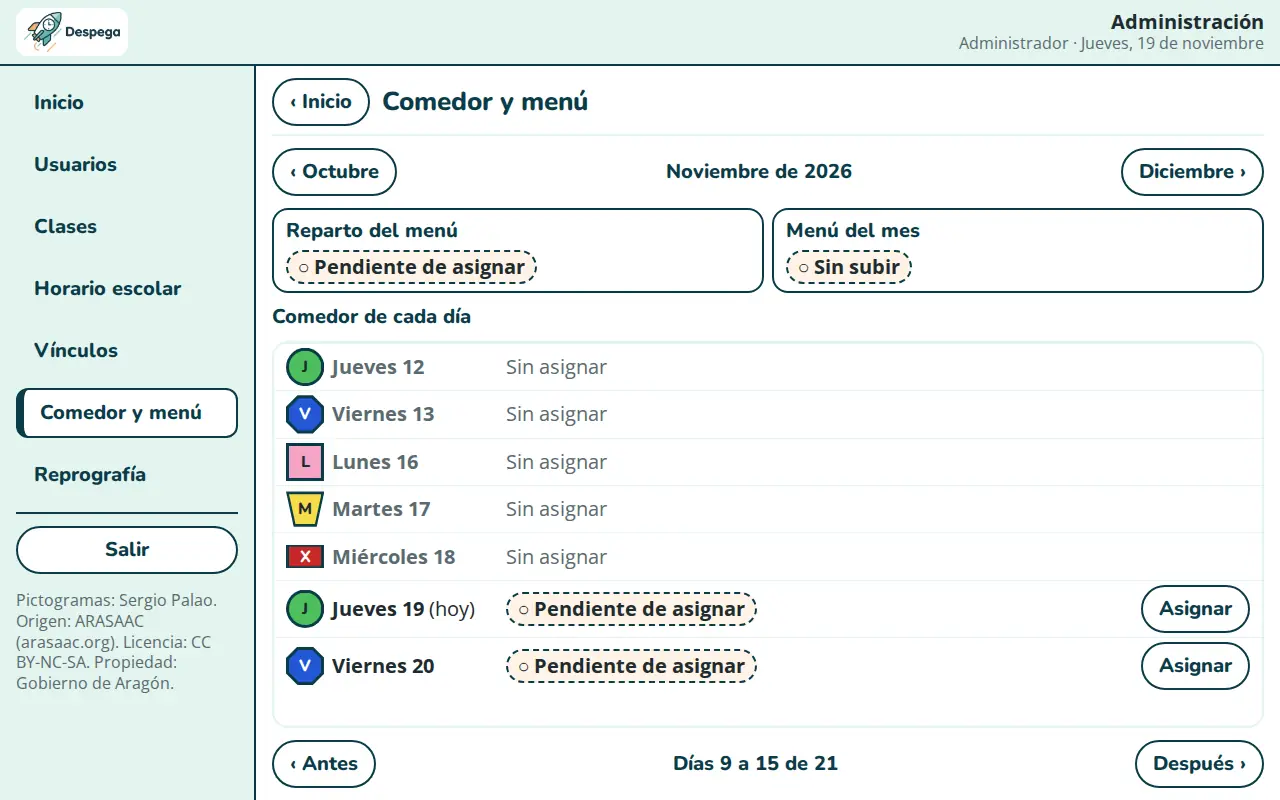 Despega
Administración
Administrador · Jueves, 19 de noviembre
Inicio
Usuarios
Clases
Horario escolar
Vínculos
Comedor y menú
Reprografía
Salir
Pictogramas: Sergio Palao.
Origen: ARASAAC
(arasaac.org). Licencia: CC
BY-NC-SA. Propiedad:
Gobierno de Aragón.
‹ Inicio
Comedor y menú
‹ Octubre
Noviembre de 2026
Diciembre ›
Reparto del menú
○ Pendiente de asignar
Menú del mes
○ Sin subir
Comedor de cada día
J Jueves 12 Sin asignar
V Viernes 13 Sin asignar
L Lunes 16 Sin asignar
M Martes 17 Sin asignar
X Miércoles 18 Sin asignar
J Jueves 19 (hoy) ○ Pendiente de asignar Asignar
V Viernes 20 ○ Pendiente de asignar Asignar
‹ Antes
Días 9 a 15 de 21
Después ›